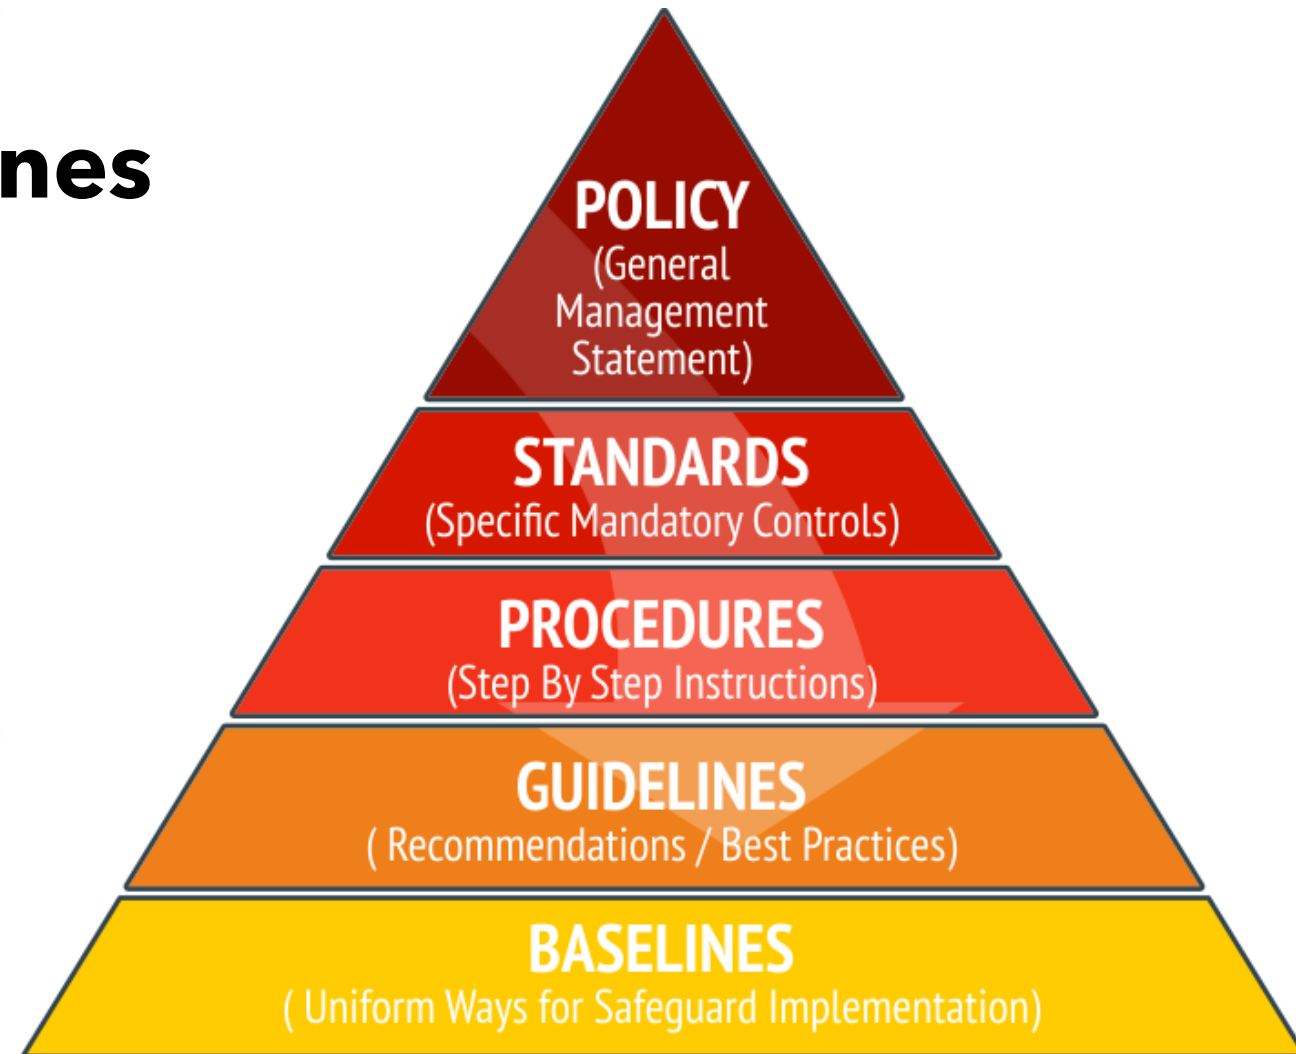 nes
POLICY
(General
Management
Statement)
STANDARDS
(Specific Mandatory Controls)
PROCEDURES
(Step By Step Instructions)
GUIDELINES
( Recommendations / Best Practices)
BASELINES
( Uniform Ways for Safeguard Implementation)